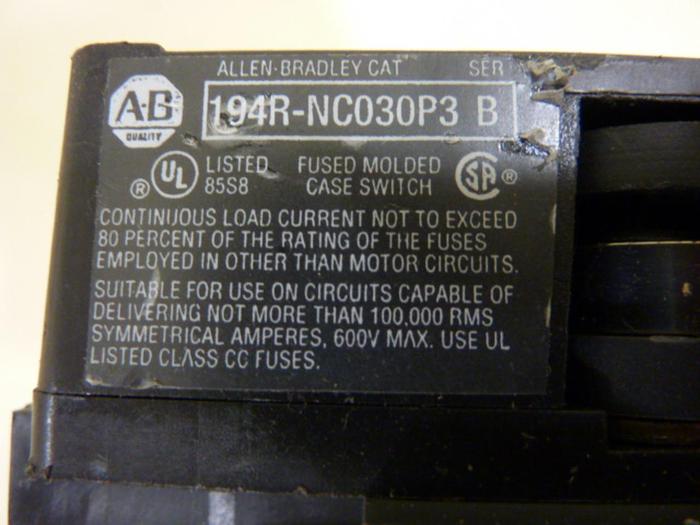 ALLEN-BRADLEY CAT SER
A-B
QUALITY
194R-NC030P3 B
® UL LISTED 85S8
FUSED MOLDED
CASE SWITCH
SA ®
CONTINUOUS LOAD CURRENT NOT TO EXCEED
80 PERCENT OF THE RATING OF THE FUSES
EMPLOYED IN OTHER THAN MOTOR CIRCUITS.
SUITABLE FOR USE ON CIRCUITS CAPABLE OF
DELIVERING NOT MORE THAN 100,000 RMS
SYMMETRICAL AMPERES, 600V MAX. USE UL
LISTED CLASS CC FUSES.